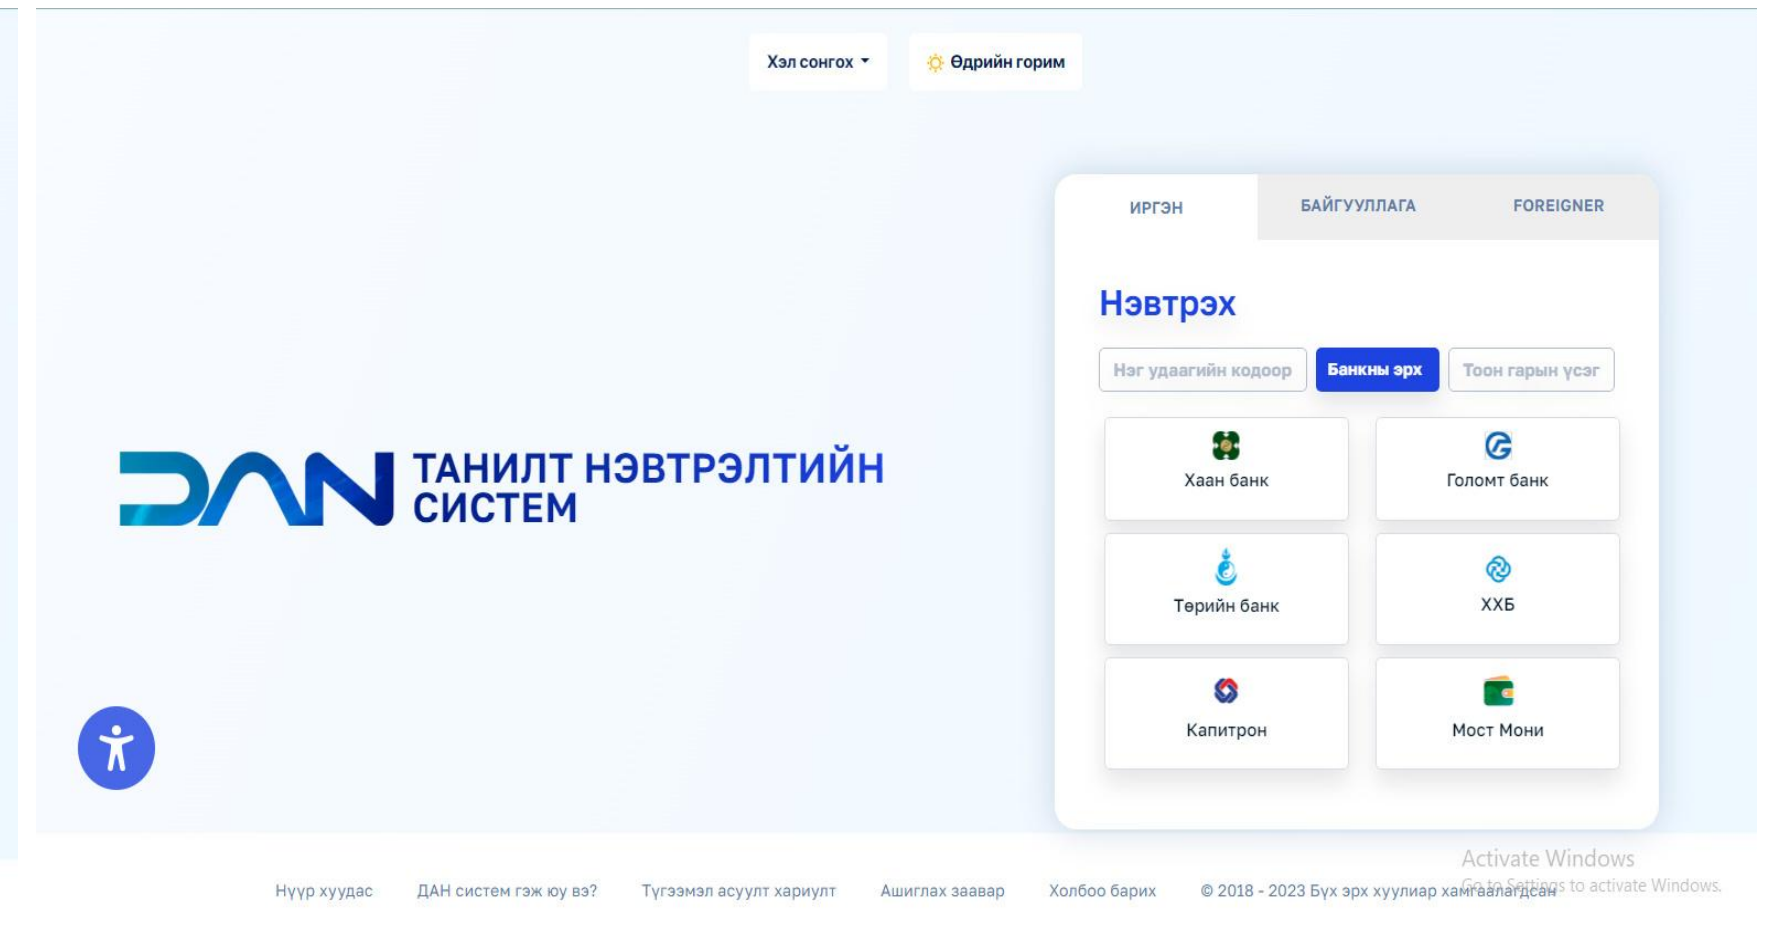 Хэл сонгох
Өдрийн горим
ИРГЭН
БАЙГУУЛЛАГА
FOREIGNER
Нэвтрэх
Нэг удаагийн кодоор
Банкны эрх
Тоон гарын үсэг
Хаан банк
Голомт банк
Төрийн банк
ХХБ
Капитрон
Мост Мони
DAN ТАНИЛТ НЭВТРЭЛТИЙН
СИСТЕМ
Activate Windows
Go to Settings to activate Windows.
Нүүр хуудас
ДАН систем гэж юу вэ?
Түгээмэл асуулт хариулт
Ашиглах заавар
Холбоо барих
© 2018 - 2023 Бүх эрх хуулиар хамгаалагдсан